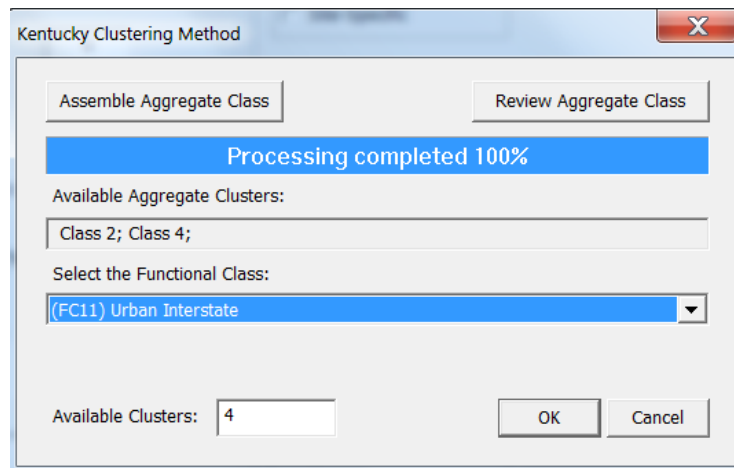 Kentucky Clustering Method
X
Assemble Aggregate Class
Review Aggregate Class
Processing completed 100%
Available Aggregate Clusters:
Class 2; Class 4;
Select the Functional Class:
(FC11) Urban Interstate
Available Clusters:
4
OK
Cancel